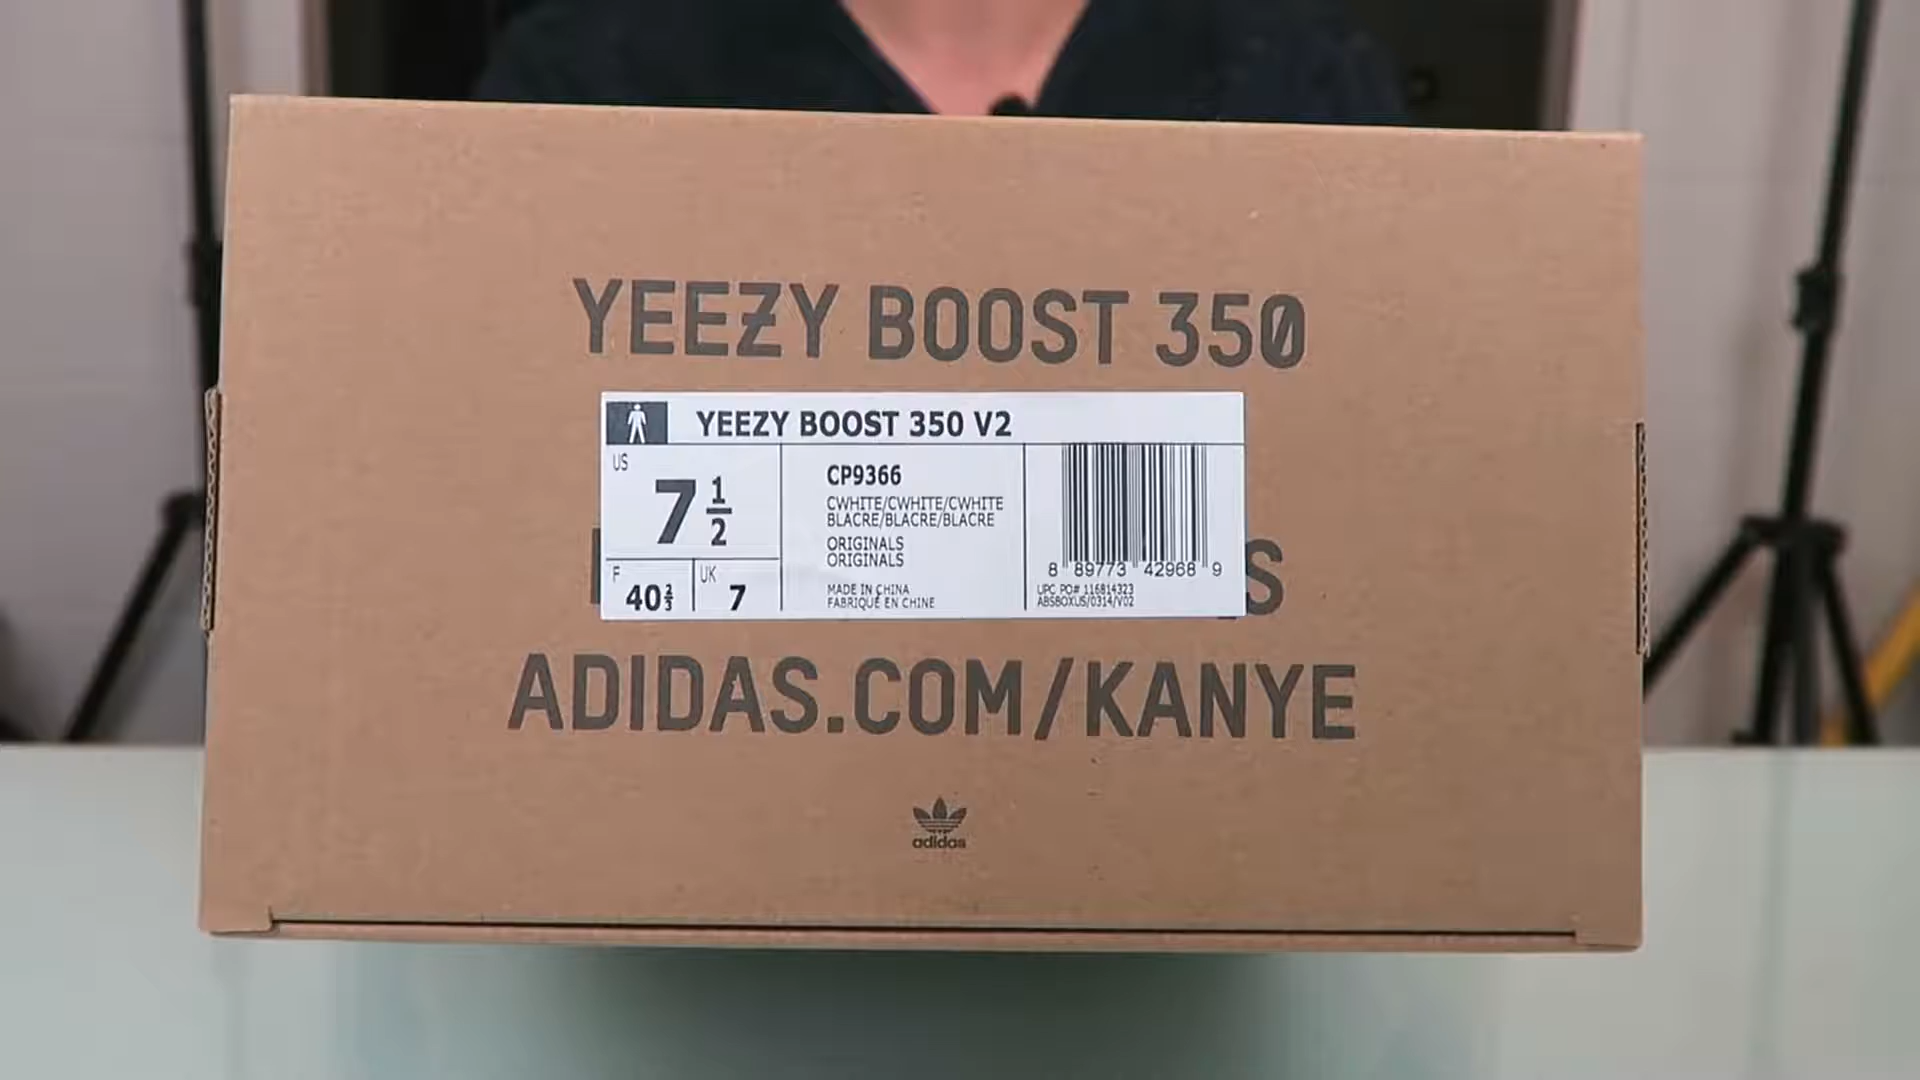 YEEZY BOOST 350
YEEZY BOOST 350 V2
US
7 1/2
F
40⅔
UK
7
CP9366
CWHITE/CWHITE/CWHITE
BLACRE/BLACRE/BLACRE
ORIGINALS
ORIGINALS
MADE IN CHINA
FABRIQUÉ EN CHINE
8 89773 42968 9
UPC PO# 116814323
ABSBOXUS/0314/V02
S
ADIDAS.COM/KANYE
adidas